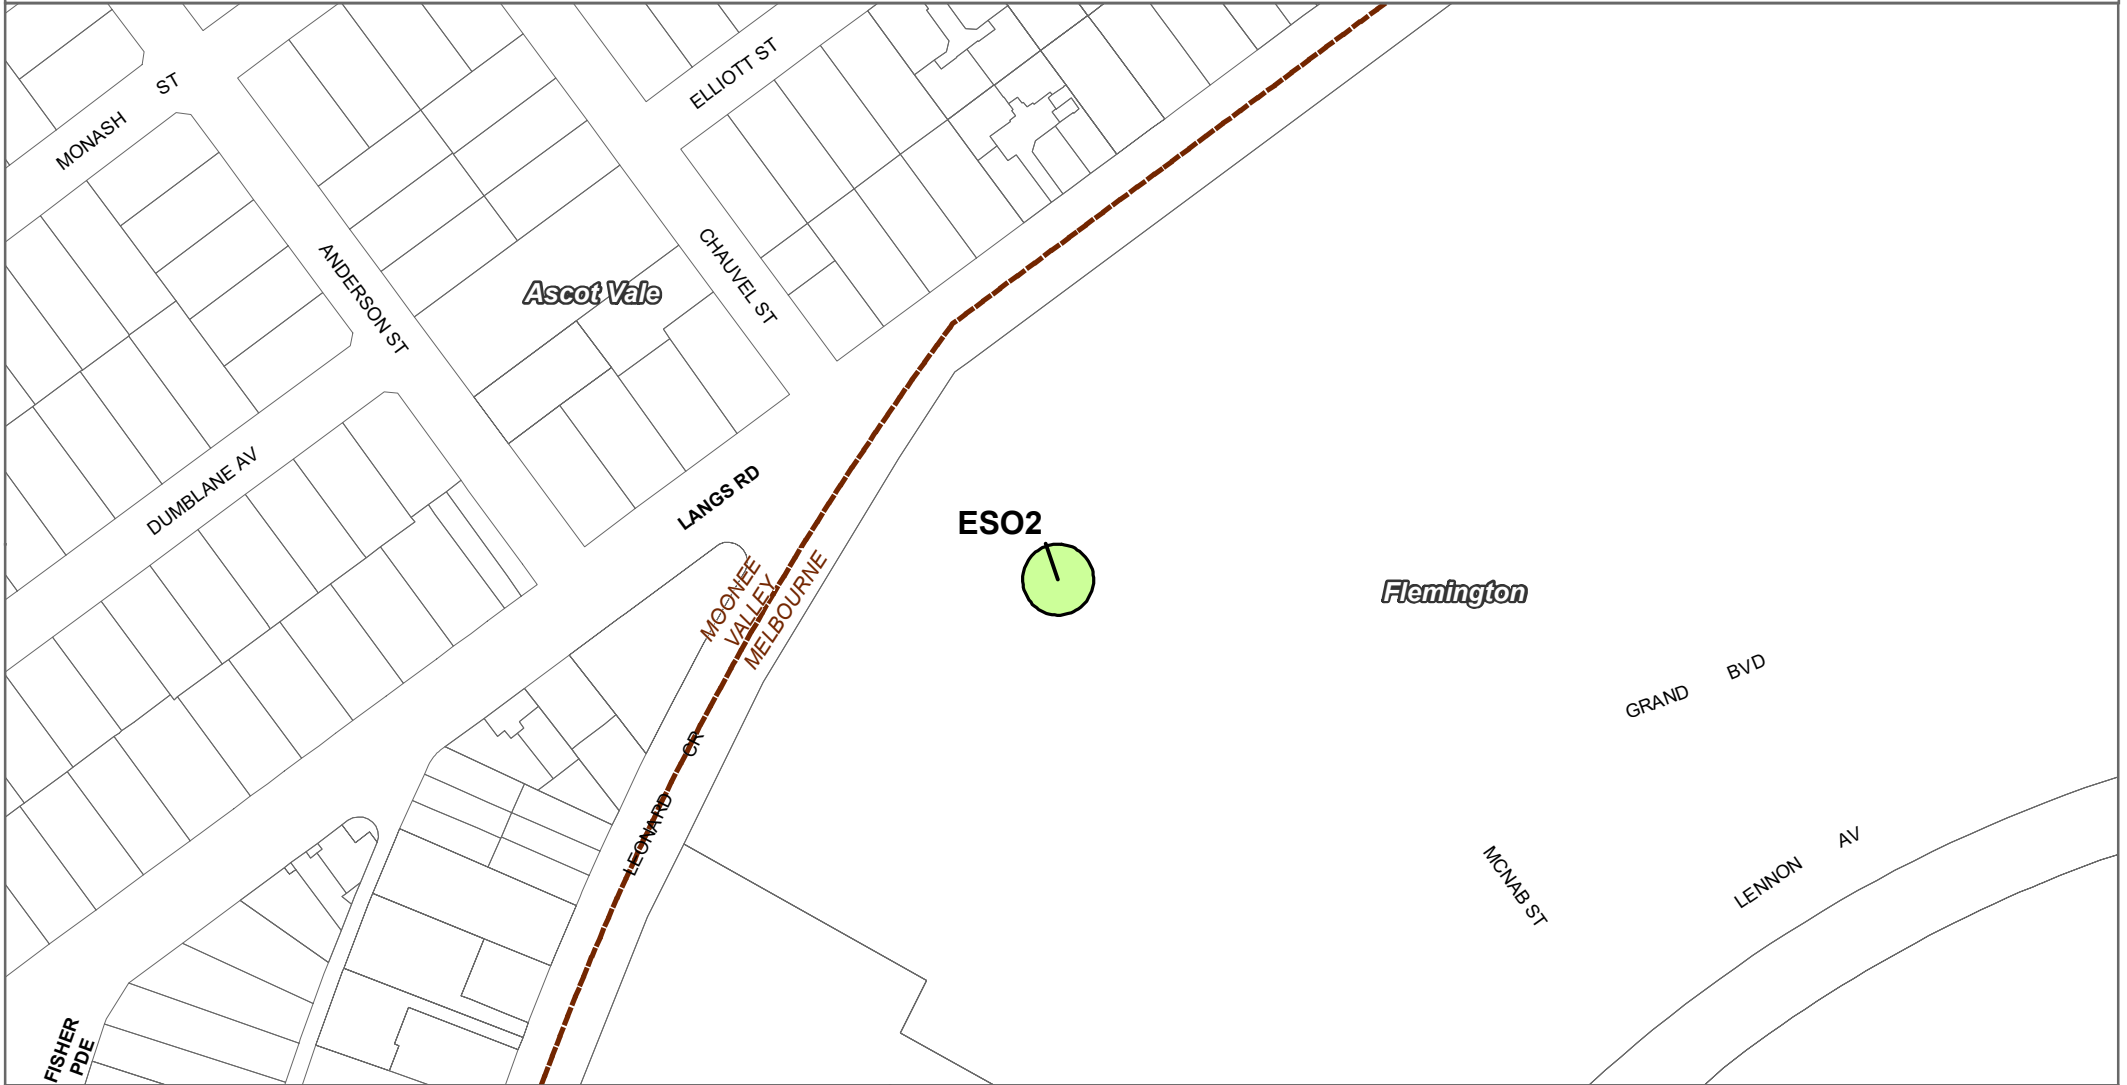 MONASH ST
ELLIOTT ST
ANDERSON ST
CHAUVEL ST
Ascot Vale
DUMBLANE AV
LANGS RD
ESO2
MOONEE
VALLEY
MELBOURNE
Flemington
GRAND BVD
LEONARD CR
MCNAB ST
LENNON AV
FISHER
PDE